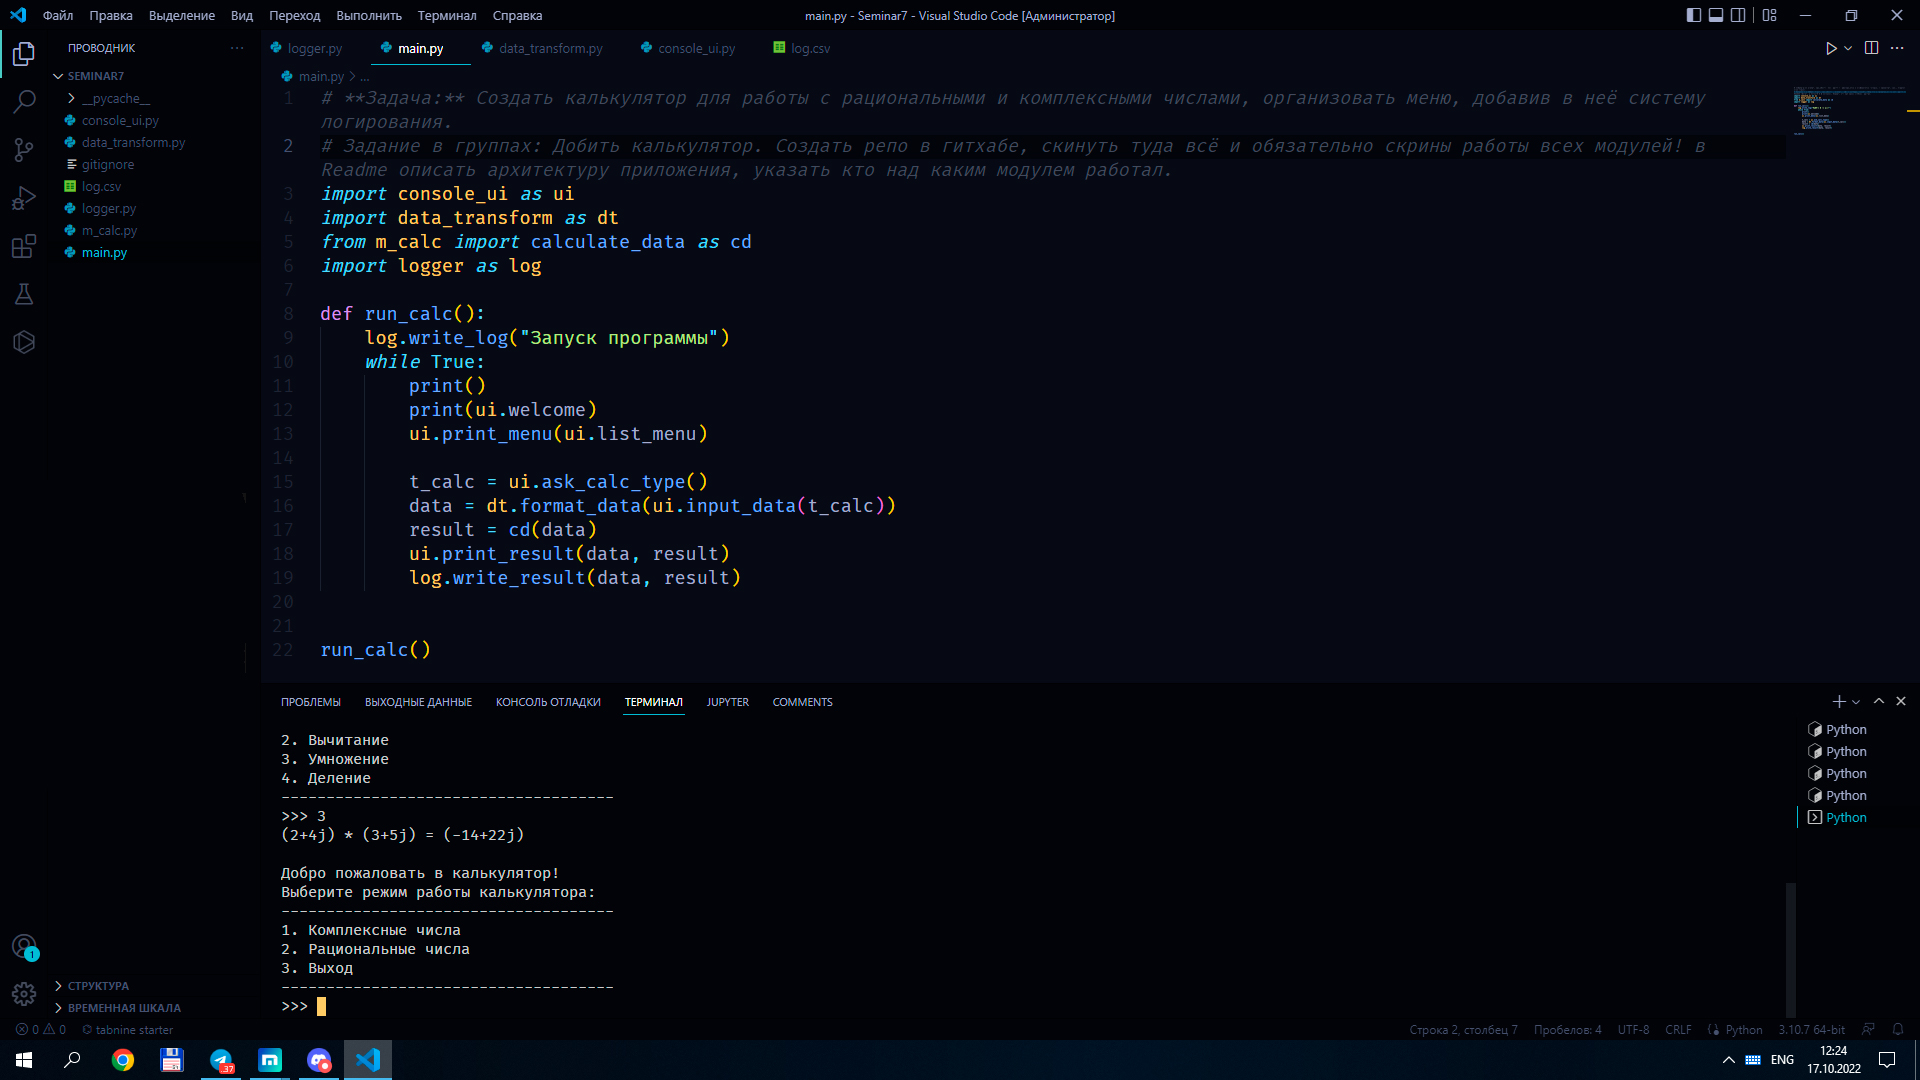 Файл Правка Выделение Вид Переход Выполнить Терминал Справка
main.py - Seminar7 - Visual Studio Code [Администратор]
ПРОВОДНИК
SEMINAR7
__pycache__
console_ui.py
data_transform.py
gitignore
log.csv
logger.py
m_calc.py
main.py
СТРУКТУРА
ВРЕМЕННАЯ ШКАЛА
logger.py main.py data_transform.py console_ui.py log.csv
main.py > ...
1 # **Задача:** Создать калькулятор для работы с рациональными и комплексными числами, организовать меню, добавив в неё систему
логирования.
2 # Задание в группах: Добить калькулятор. Создать репо в гитхабе, скинуть туда всё и обязательно скрины работы всех модулей! в
Readme описать архитектуру приложения, указать кто над каким модулем работал.
3 import console_ui as ui
4 import data_transform as dt
5 from m_calc import calculate_data as cd
6 import logger as log
7
8 def run_calc():
9 log.write_log("Запуск программы")
10 while True:
11 print()
12 print(ui.welcome)
13 ui.print_menu(ui.list_menu)
14
15 t_calc = ui.ask_calc_type()
16 data = dt.format_data(ui.input_data(t_calc))
17 result = cd(data)
18 ui.print_result(data, result)
19 log.write_result(data, result)
20
21
22 run_calc()
ПРОБЛЕМЫ ВЫХОДНЫЕ ДАННЫЕ КОНСОЛЬ ОТЛАДКИ ТЕРМИНАЛ JUPYTER COMMENTS
2. Вычитание
3. Умножение
4. Деление
-------------------------------------
>>> 3
(2+4j) * (3+5j) = (-14+22j)
Добро пожаловать в калькулятор!
Выберите режим работы калькулятора:
-------------------------------------
1. Комплексные числа
2. Рациональные числа
3. Выход
-------------------------------------
>>>
Python
Python
Python
Python
Python
1
0 0 tabnine starter
Строка 2, столбец 7 Пробелов: 4 UTF-8 CRLF Python 3.10.7 64-bit
37
ENG
12:24
17.10.2022